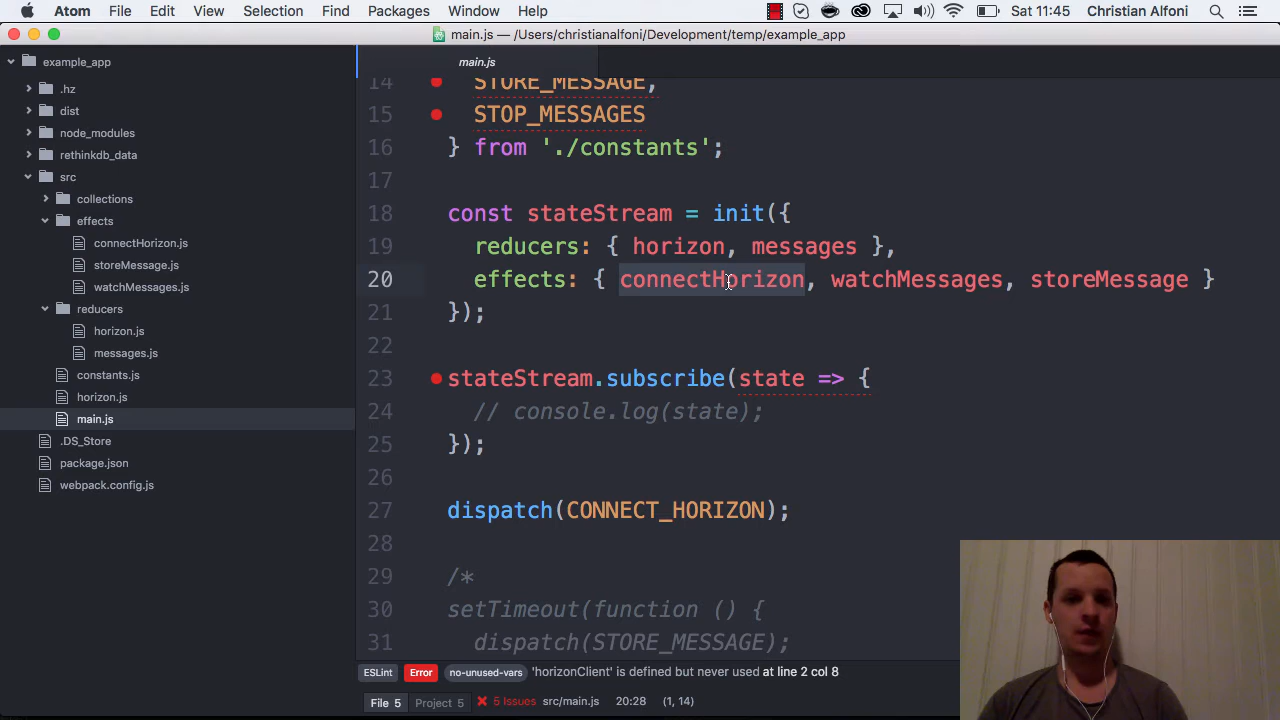 Atom File Edit View Selection Find Packages Window Help Sat 11:45 Christian Alfoni
main.js — /Users/christianalfoni/Development/temp/example_app
example_app
.hz
dist
node_modules
rethinkdb_data
src
collections
effects
connectHorizon.js
storeMessage.js
watchMessages.js
reducers
horizon.js
messages.js
constants.js
horizon.js
main.js
.DS_Store
package.json
webpack.config.js
main.js
14 STORE_MESSAGE,
15 STOP_MESSAGES
16 } from './constants';
17
18 const stateStream = init({
19 reducers: { horizon, messages },
20 effects: { connectHorizon, watchMessages, storeMessage }
21 });
22
23 stateStream.subscribe(state => {
24 // console.log(state);
25 });
26
27 dispatch(CONNECT_HORIZON);
28
29 /*
30 setTimeout(function () {
31 dispatch(STORE_MESSAGE);
ESLint Error no-unused-vars 'horizonClient' is defined but never used at line 2 col 8
File 5 Project 5 5 Issues src/main.js 20:28 (1, 14)